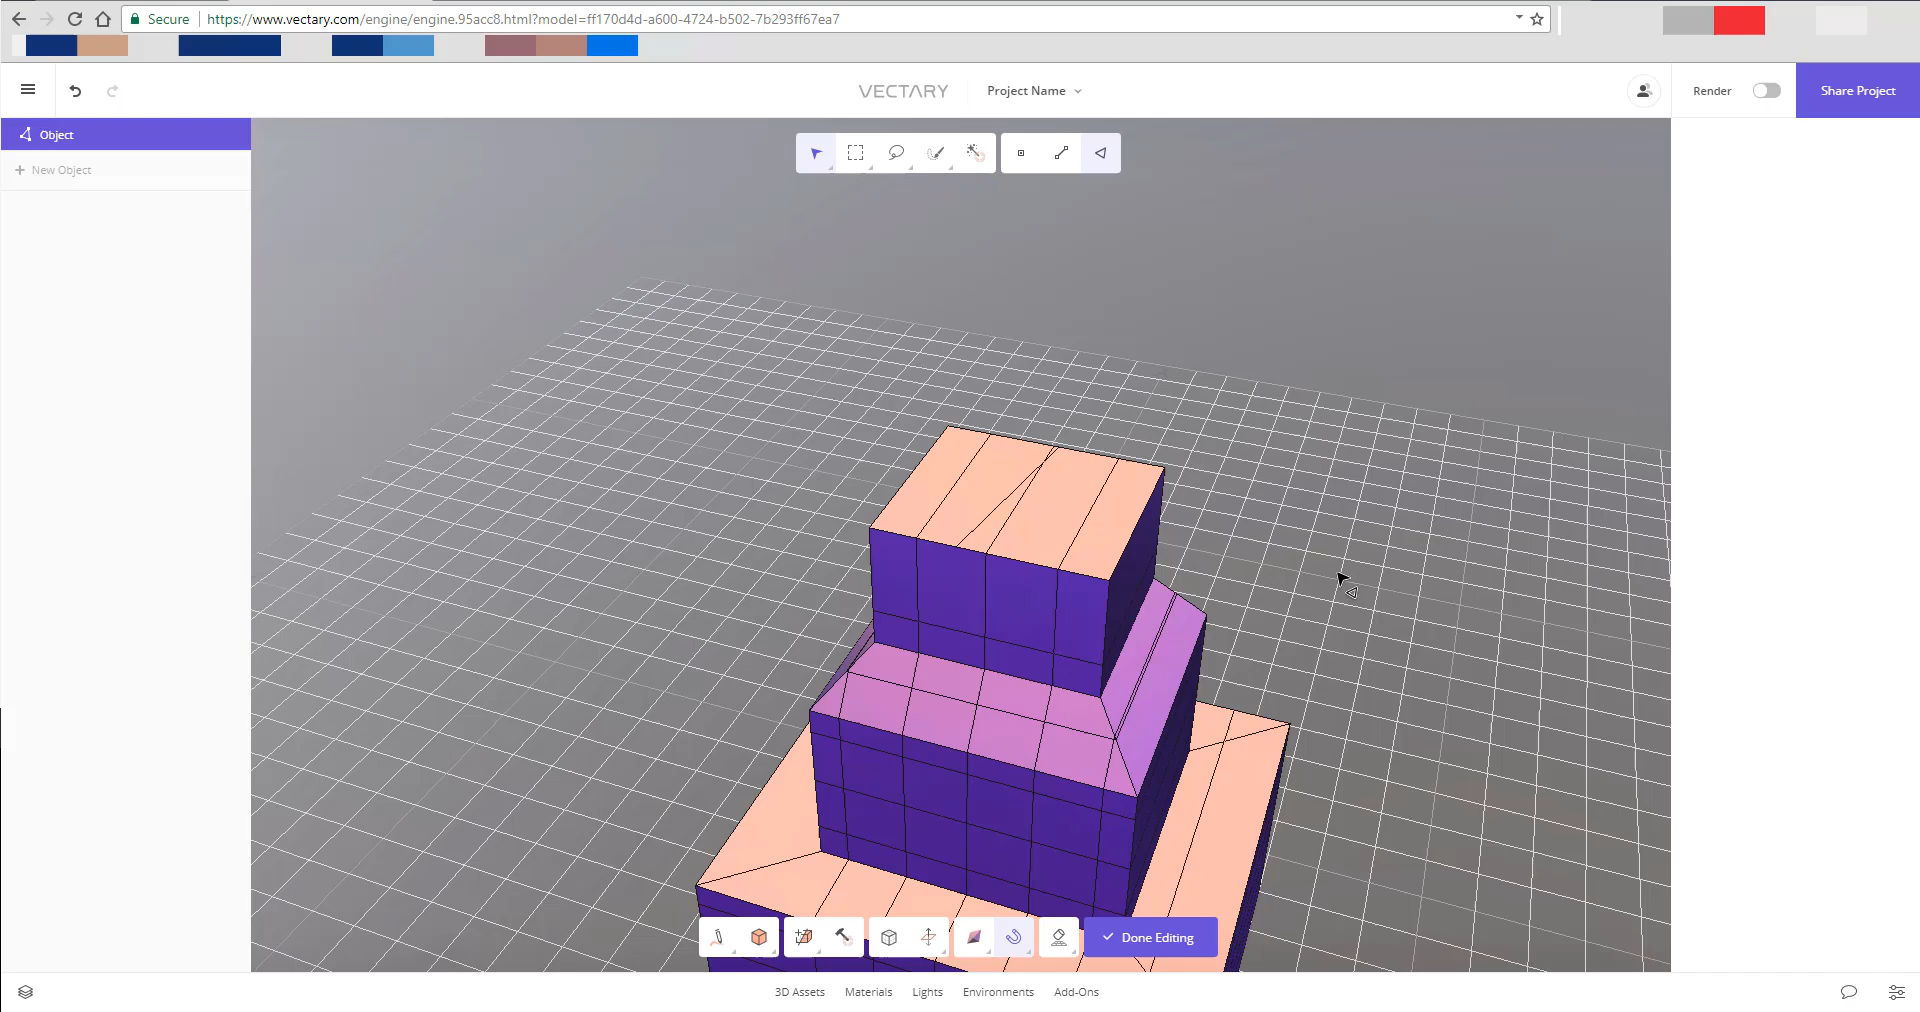 Secure https://www.vectary.com/engine/engine.95acc8.html?model=ff170d4d-a600-4724-b502-7b293ff67ea7
VECTARY Project Name Render Share Project
Object
New Object
Done Editing
3D Assets Materials Lights Environments Add-Ons